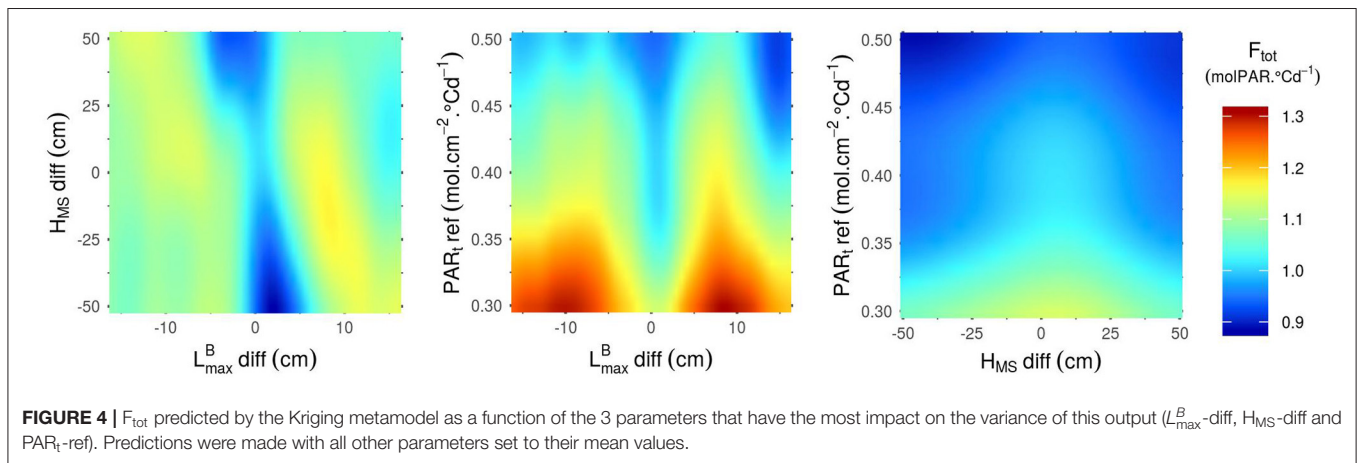 50
25
0
-25
-50
H_MS diff (cm)
-10 0 10
L^B_max diff (cm)
0.50
0.45
0.40
0.35
0.30
PAR_t ref (mol.cm⁻².°Cd⁻¹)
-10 0 10
L^B_max diff (cm)
0.50
0.45
0.40
0.35
0.30
PAR_t ref (mol.cm⁻².°Cd⁻¹)
-50 -25 0 25 50
H_MS diff (cm)
F_tot
(molPAR.°Cd⁻¹)
1.3
1.2
1.1
1.0
0.9
FIGURE 4 | F_tot predicted by the Kriging metamodel as a function of the 3 parameters that have the most impact on the variance of this output (L^B_max-diff, H_MS-diff and
PAR_t-ref). Predictions were made with all other parameters set to their mean values.